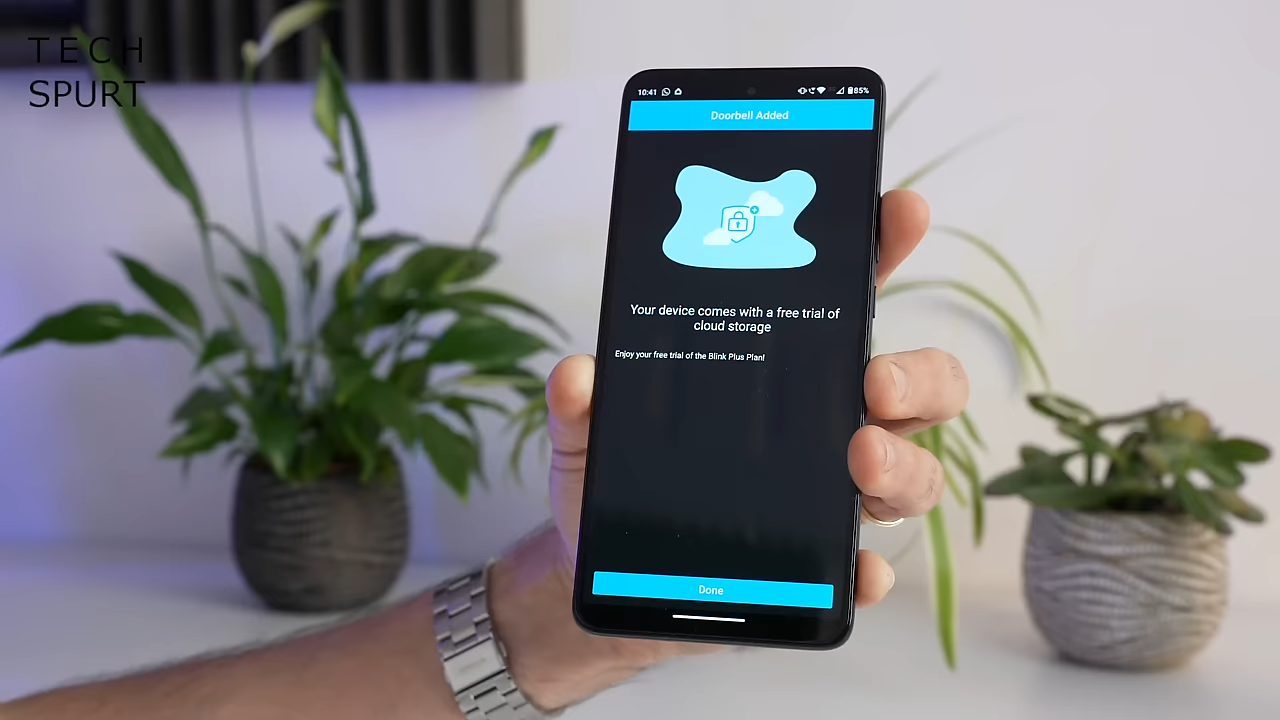 TECH
SPURT
10:41
85%
Doorbell Added
Your device comes with a free trial of
cloud storage
Enjoy your free trial of the Blink Plus Plan!
Done